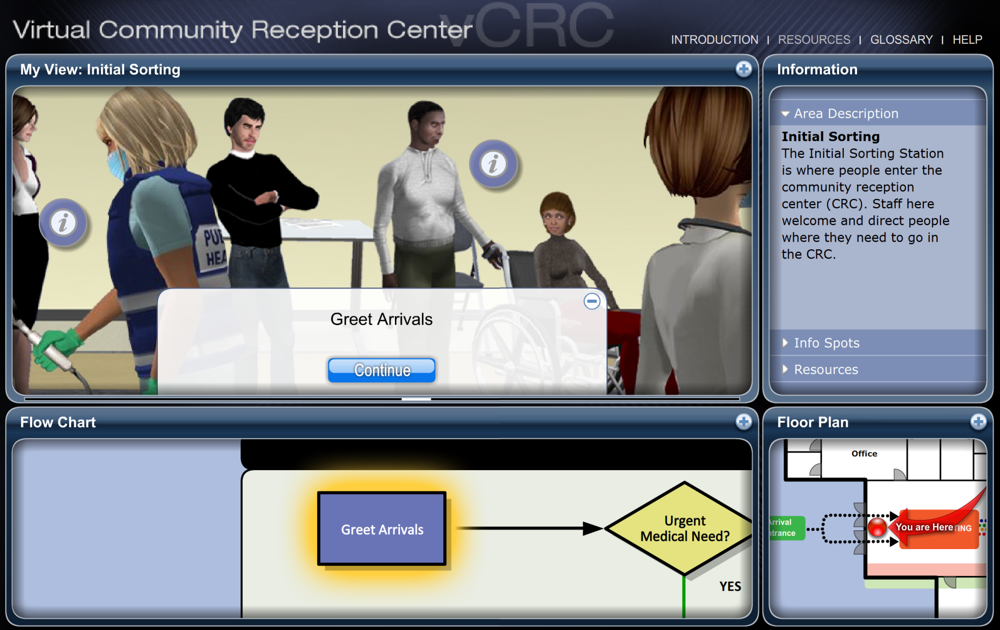 Virtual Community Reception Center
vCRC
INTRODUCTION | RESOURCES | GLOSSARY | HELP
My View: Initial Sorting
PU
HEA
Greet Arrivals
Continue
Information
Area Description
Initial Sorting
The Initial Sorting Station
is where people enter the
community reception
center (CRC). Staff here
welcome and direct people
where they need to go in
the CRC.
Info Spots
Resources
Flow Chart
Greet Arrivals
Urgent
Medical Need?
YES
Floor Plan
Office
Arrival
ntrance
You are Here
TING